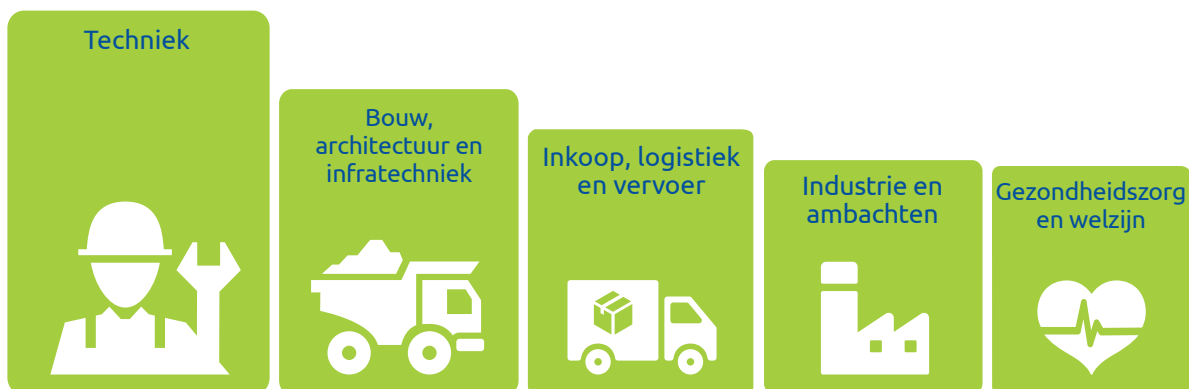 Techniek
Bouw,
architectuur en
infratechniek
Inkoop, logistiek
en vervoer
Industrie en
ambachten
Gezondheidszorg
en welzijn